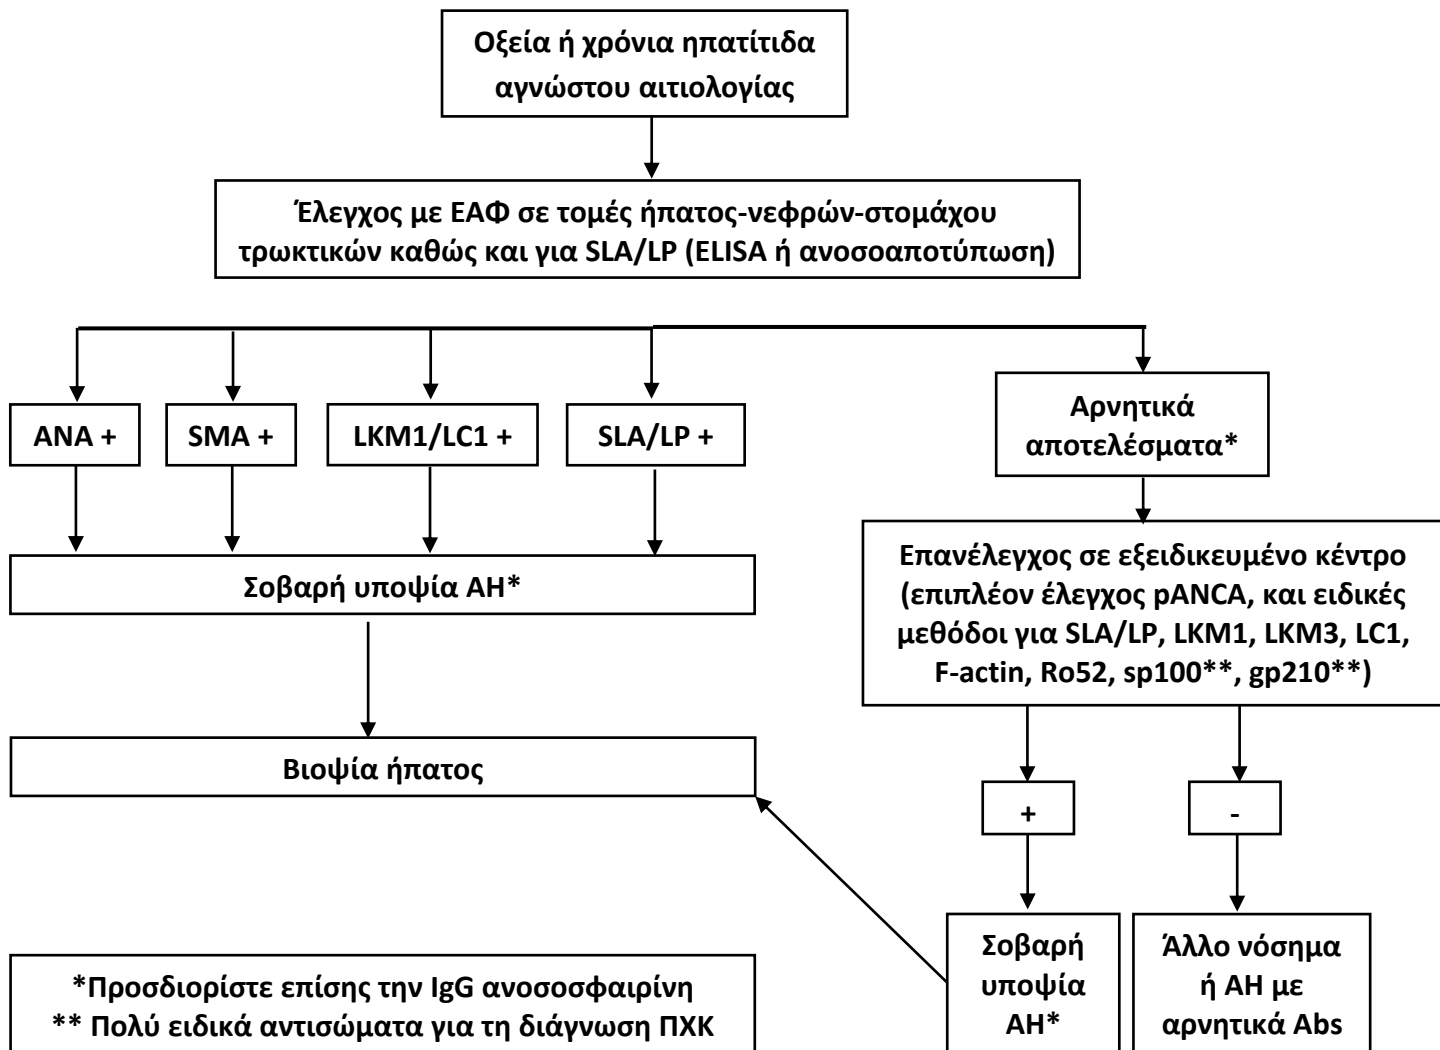 Οξεία ή χρόνια ηπατίτιδα
αγνώστου αιτιολογίας
Έλεγχος με ΕΑΦ σε τομές ήπατος-νεφρών-στομάχου
τρωκτικών καθώς και για SLA/LP (ELISA ή ανοσοαποτύπωση)
ANA +
SMA +
LKM1/LC1 +
SLA/LP +
Αρνητικά
αποτελέσματα*
Σοβαρή υποψία ΑΗ*
Επανέλεγχος σε εξειδικευμένο κέντρο
(επιπλέον έλεγχος pANCA, και ειδικές
μεθόδοι για SLA/LP, LKM1, LKM3, LC1,
F-actin, Ro52, sp100**, gp210**)
Βιοψία ήπατος
+
-
Σοβαρή
υποψία
ΑΗ*
Άλλο νόσημα
ή ΑΗ με
αρνητικά Abs
*Προσδιορίστε επίσης την IgG ανοσοσφαιρίνη
** Πολύ ειδικά αντισώματα για τη διάγνωση ΠΧΚ